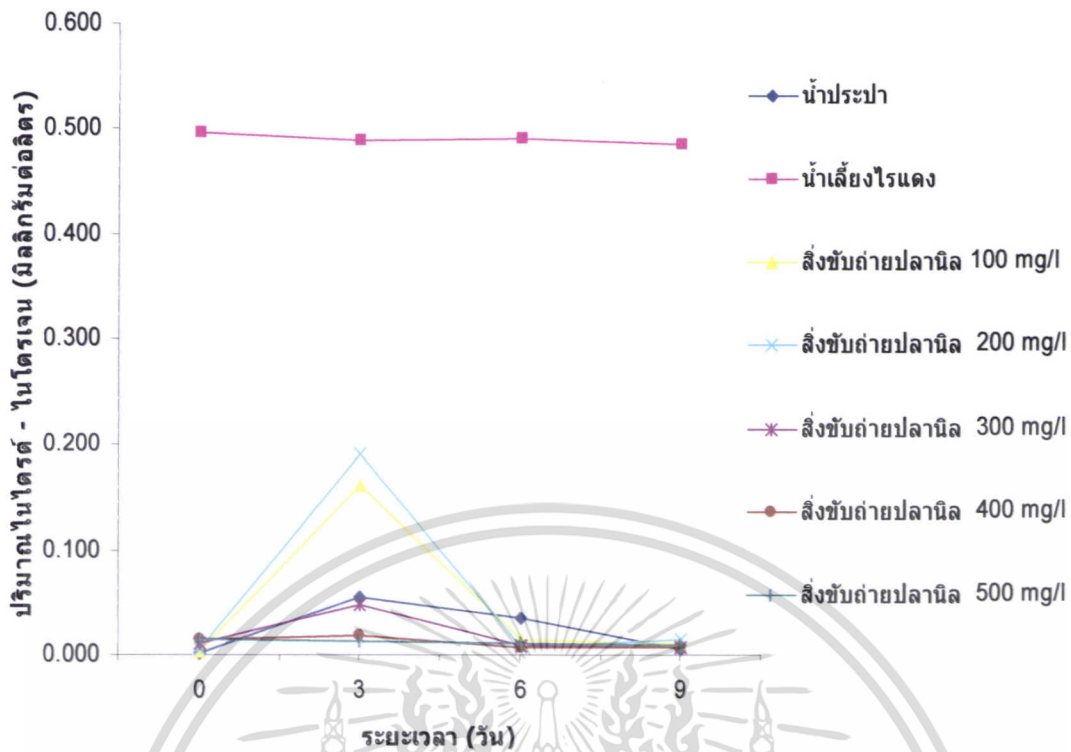 ปริมาณไนไตรต์ - ไนโตรเจน (มิลลิกรัมต่อลิตร)
0.600
0.500
0.400
0.300
0.200
0.100
0.000
0 3 6 9
ระยะเวลา (วัน)
น้ำประปา
น้ำเลี้ยงไรแดง
สิ่งขับถ่ายปลานิล 100 mg/l
สิ่งขับถ่ายปลานิล 200 mg/l
สิ่งขับถ่ายปลานิล 300 mg/l
สิ่งขับถ่ายปลานิล 400 mg/l
สิ่งขับถ่ายปลานิล 500 mg/l